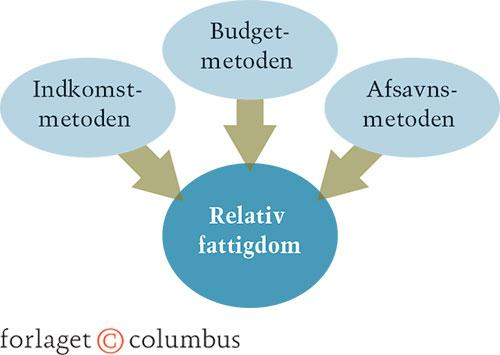 Indkomst-
metoden
Budget-
metoden
Afsavns-
metoden
Relativ
fattigdom
forlaget © columbus